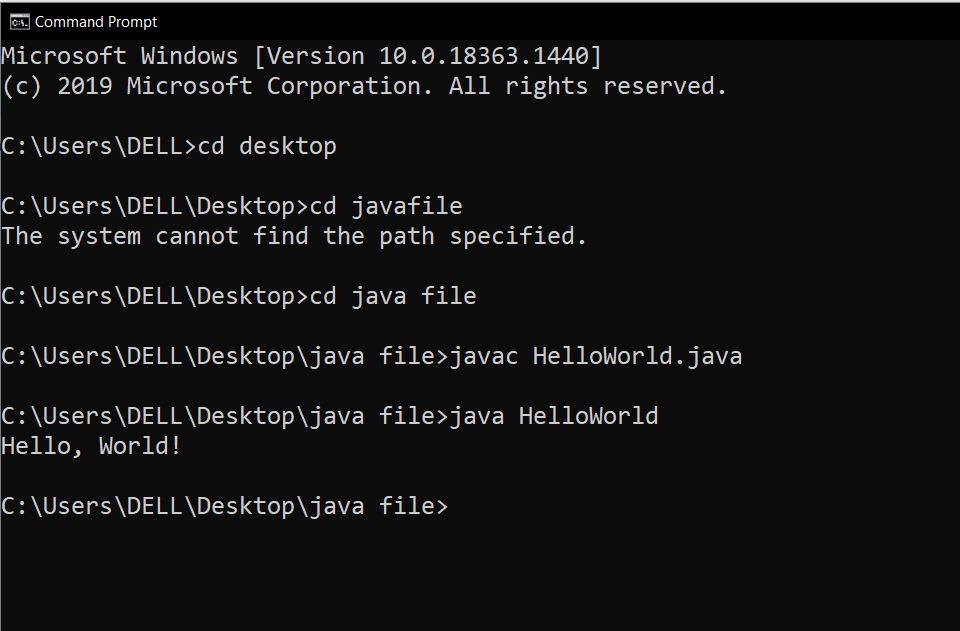 Command Prompt
Microsoft Windows [Version 10.0.18363.1440]
(c) 2019 Microsoft Corporation. All rights reserved.
C:\Users\DELL>cd desktop
C:\Users\DELL\Desktop>cd javafile
The system cannot find the path specified.
C:\Users\DELL\Desktop>cd java file
C:\Users\DELL\Desktop\java file>javac HelloWorld.java
C:\Users\DELL\Desktop\java file>java HelloWorld
Hello, World!
C:\Users\DELL\Desktop\java file>